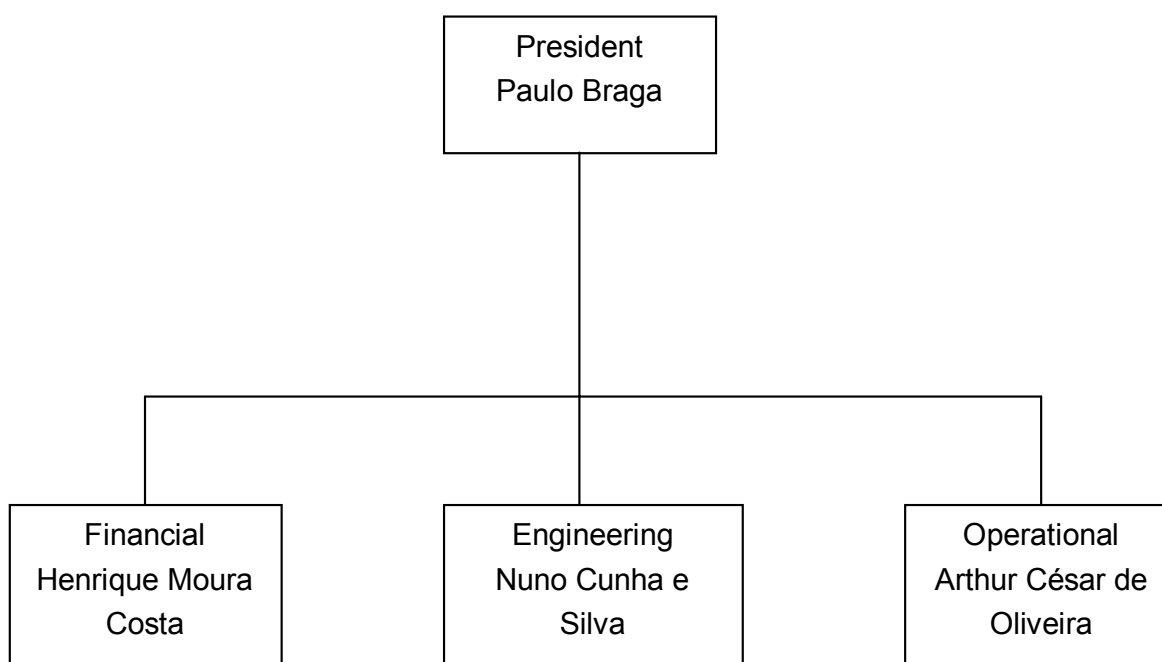 President
Paulo Braga
Financial
Henrique Moura
Costa
Engineering
Nuno Cunha e
Silva
Operational
Arthur César de
Oliveira